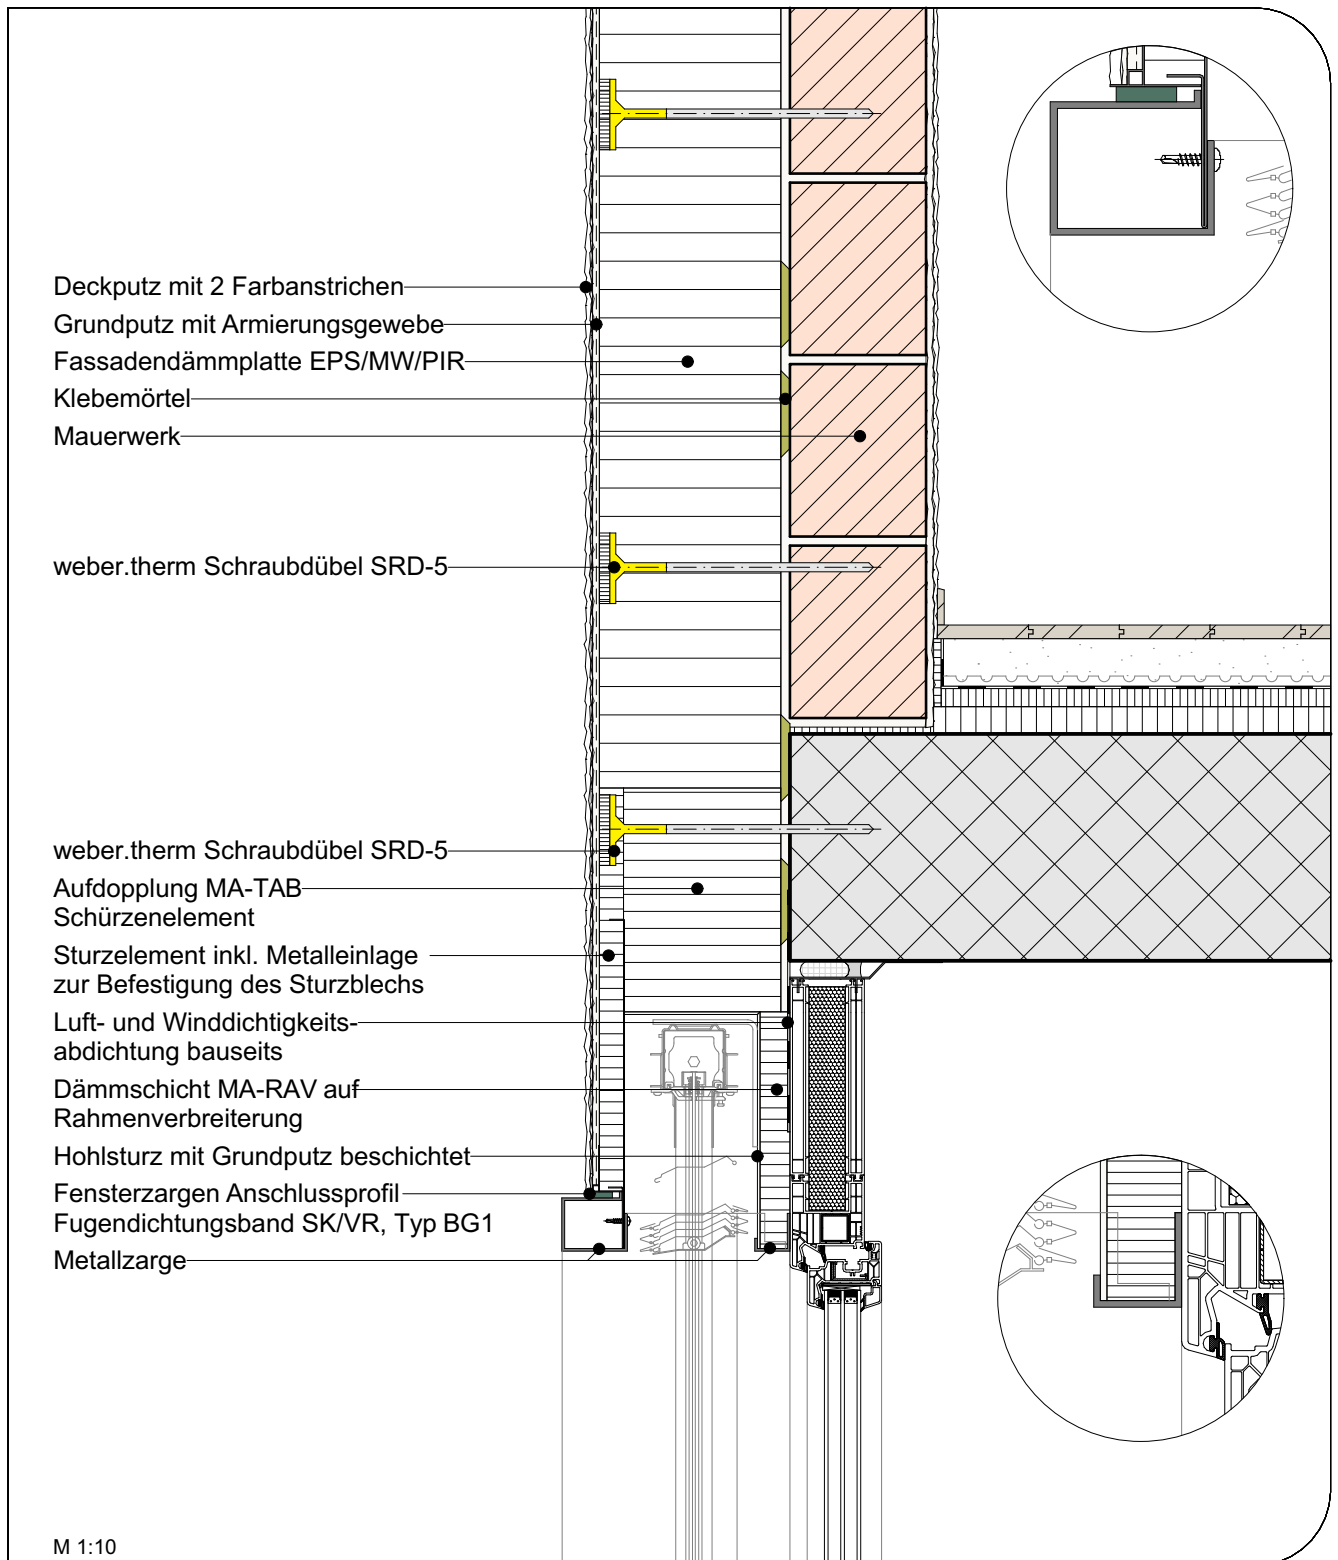 Deckputz mit 2 Farbanstrichen
Grundputz mit Armierungsgewebe
Fassadendämmplatte EPS/MW/PIR
Klebemörtel
Mauerwerk
weber.therm Schraubdübel SRD-5
weber.therm Schraubdübel SRD-5
Aufdopplung MA-TAB
Schürzenelement
Sturzelement inkl. Metalleinlage
zur Befestigung des Sturzblechs
Luft- und Winddichtigkeits-
abdichtung bauseits
Dämmschicht MA-RAV auf
Rahmenverbreiterung
Hohlsturz mit Grundputz beschichtet
Fensterzargen Anschlussprofil
Fugendichtungsband SK/VR, Typ BG1
Metallzarge
M 1:10